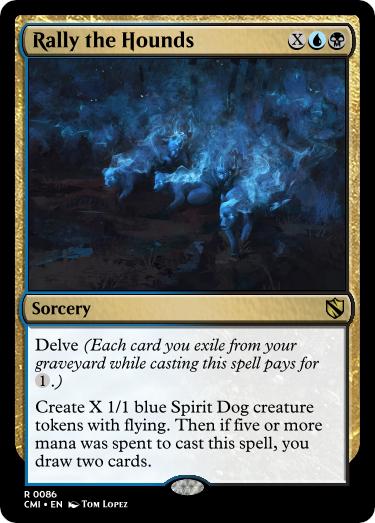 Rally the Hounds X
Sorcery
Delve (Each card you exile from your
graveyard while casting this spell pays for
1.)
Create X 1/1 blue Spirit Dog creature
tokens with flying. Then if five or more
mana was spent to cast this spell, you
draw two cards.
R 0086
CMI • EN Tom Lopez